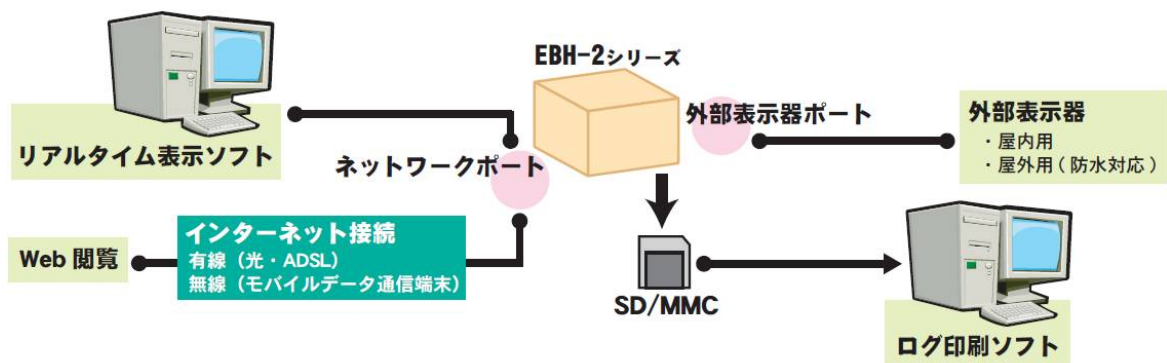 EBH-2シリーズ
外部表示器ポート
外部表示器
・屋内用
・屋外用（防水対応）
リアルタイム表示ソフト
ネットワークポート
インターネット接続
有線（光・ADSL）
無線（モバイルデータ通信端末）
Web 閲覧
SD/MMC
ログ印刷ソフト